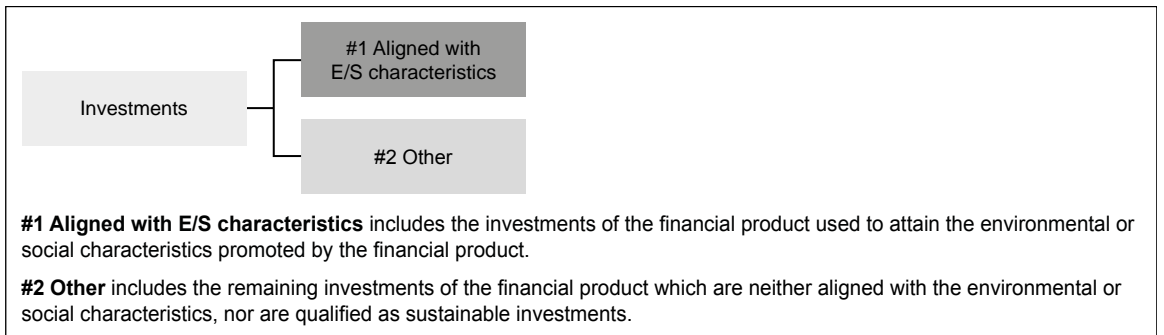 #1 Aligned with
E/S characteristics
Investments
#2 Other
#1 Aligned with E/S characteristics includes the investments of the financial product used to attain the environmental or
social characteristics promoted by the financial product.
#2 Other includes the remaining investments of the financial product which are neither aligned with the environmental or
social characteristics, nor are qualified as sustainable investments.